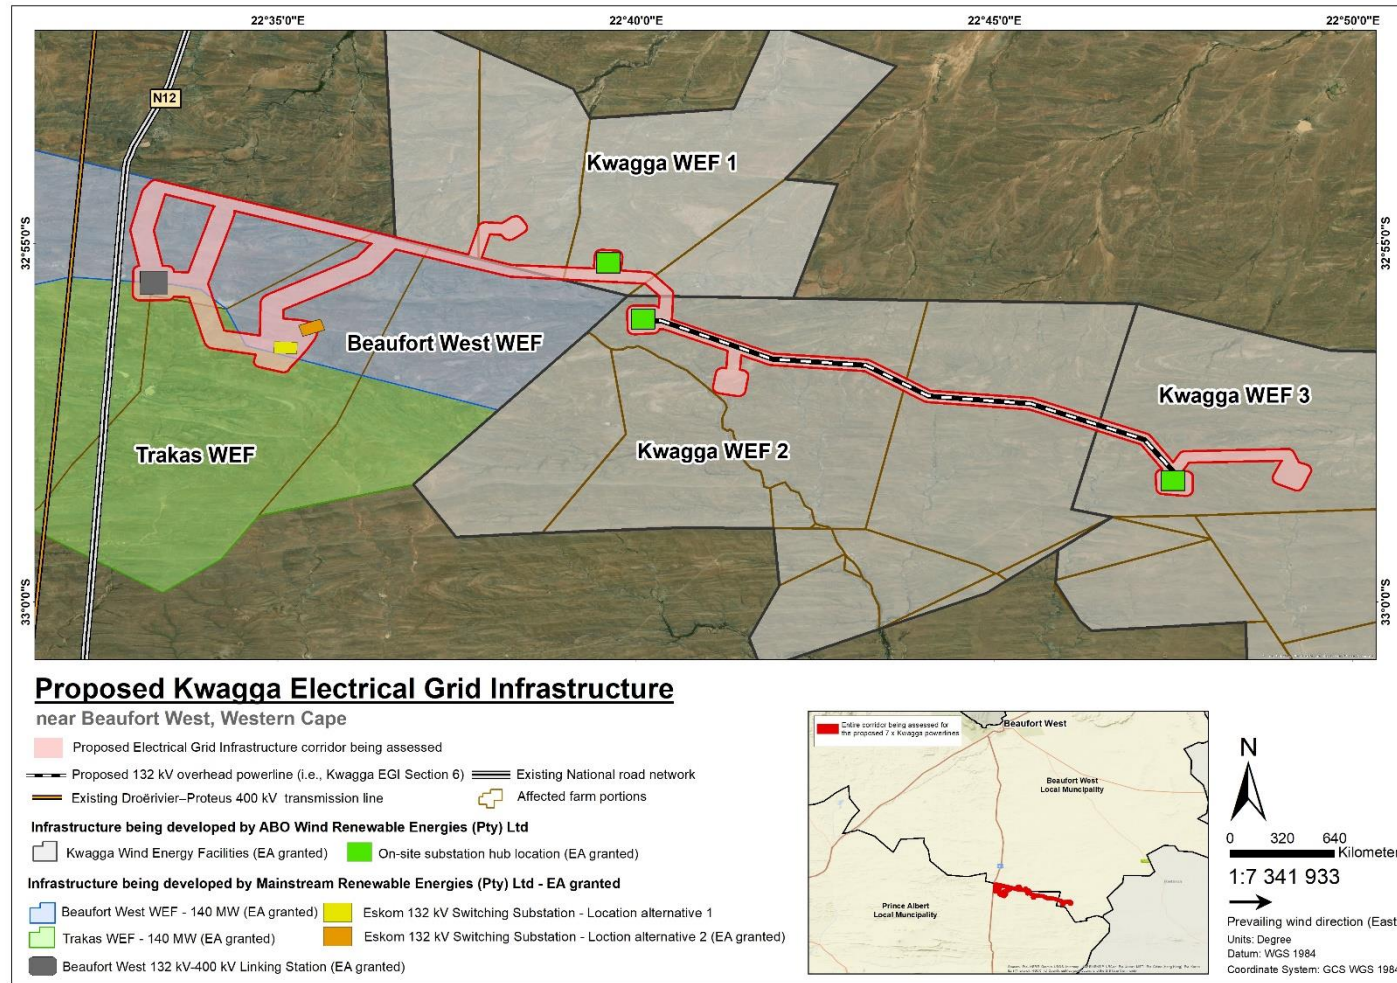 22°35'0"E
22°40'0"E
22°45'0"E
22°50'0"E
32°55'0"S
32°55'0"S
33°0'0"S
33°0'0"S
N12
Kwagga WEF 1
Beaufort West WEF
Kwagga WEF 3
Trakas WEF
Kwagga WEF 2
Proposed Kwagga Electrical Grid Infrastructure
near Beaufort West, Western Cape
Proposed Electrical Grid Infrastructure corridor being assessed
Proposed 132 kV overhead powerline (i.e., Kwagga EGI Section 6)
Existing National road network
Existing Droërivier–Proteus 400 kV transmission line
Affected farm portions
Infrastructure being developed by ABO Wind Renewable Energies (Pty) Ltd
Kwagga Wind Energy Facilities (EA granted)
On-site substation hub location (EA granted)
Infrastructure being developed by Mainstream Renewable Energies (Pty) Ltd - EA granted
Beaufort West WEF - 140 MW (EA granted)
Eskom 132 kV Switching Substation - Location alternative 1
Trakas WEF - 140 MW (EA granted)
Eskom 132 kV Switching Substation - Loction alternative 2 (EA granted)
Beaufort West 132 kV-400 kV Linking Station (EA granted)
Entire corridor being assessed for
the proposed 7 x Kwagga powerlines
Beaufort West
Beaufort West
Local Muncipality
Prince Albert
Local Municipality
N
0 320 640
Kilometer
1:7 341 933
Prevailing wind direction (East
Units: Degree
Datum: WGS 1984
Coordinate System: GCS WGS 1984